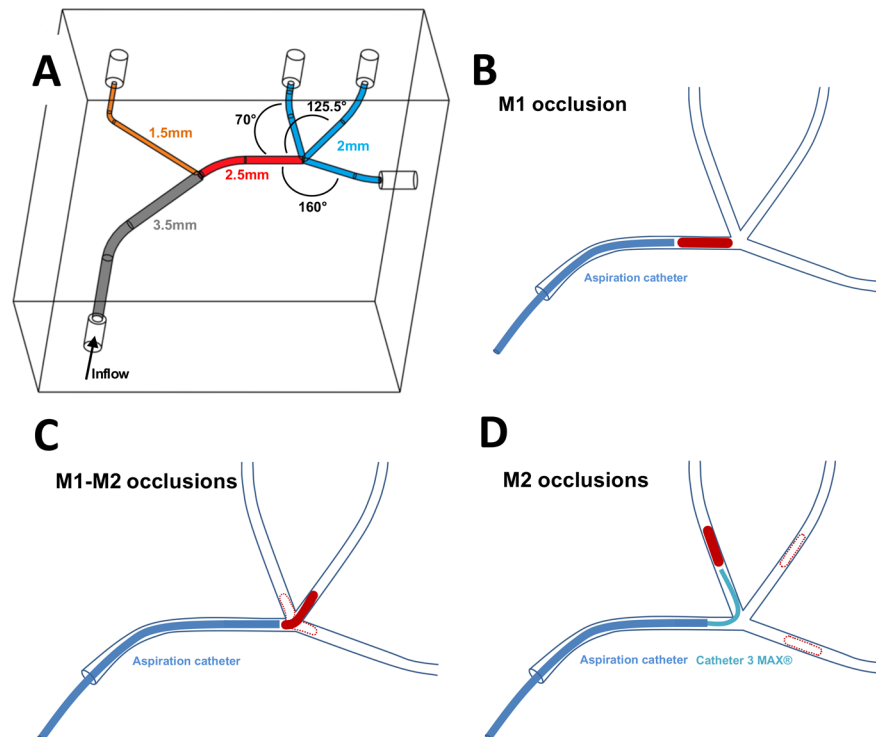 A
1.5mm
70°
125.5°
2mm
2.5mm
160°
3.5mm
Inflow
B
M1 occlusion
Aspiration catheter
C
M1-M2 occlusions
Aspiration catheter
D
M2 occlusions
Aspiration catheter
Catheter 3 MAX®